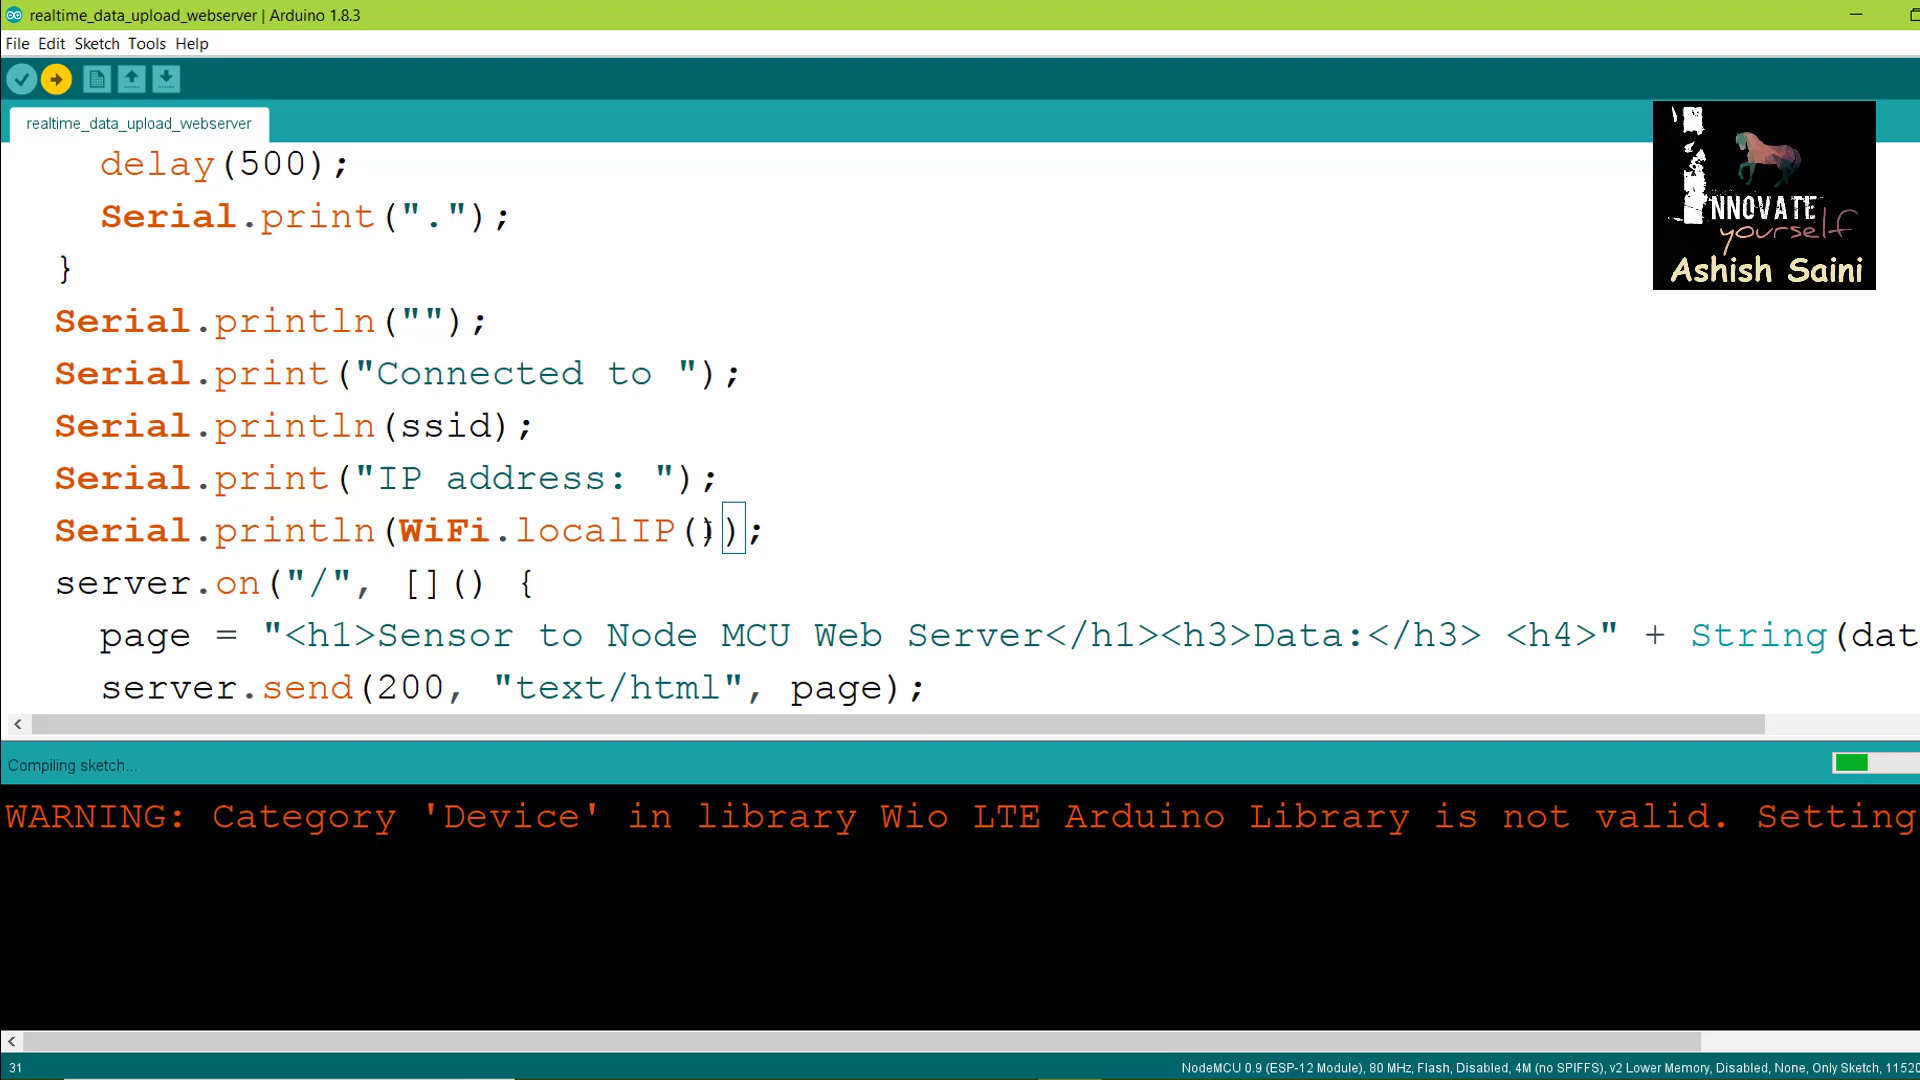 realtime_data_upload_webserver | Arduino 1.8.3
File Edit Sketch Tools Help
realtime_data_upload_webserver
delay(500);
Serial.print(".");
}
Serial.println("");
Serial.print("Connected to ");
Serial.println(ssid);
Serial.print("IP address: ");
Serial.println(WiFi.localIP());
server.on("/", []() {
page = "<h1>Sensor to Node MCU Web Server</h1><h3>Data:</h3> <h4>" + String(dat
server.send(200, "text/html", page);
INNOVATE
yourself
Ashish Saini
Compiling sketch...
WARNING: Category 'Device' in library Wio LTE Arduino Library is not valid. Setting
31
NodeMCU 0.9 (ESP-12 Module), 80 MHz, Flash, Disabled, 4M (no SPIFFS), v2 Lower Memory, Disabled, None, Only Sketch, 11520